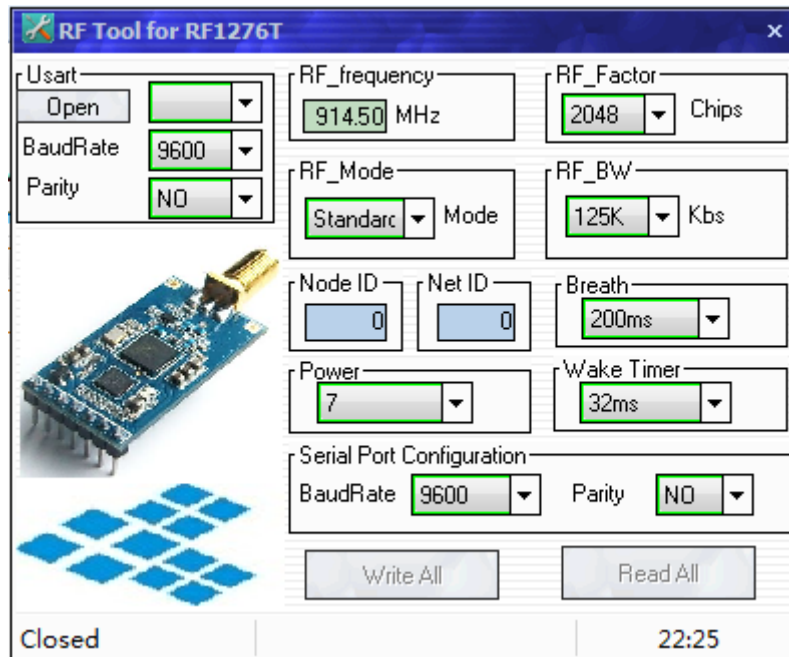 RF Tool for RF1276T
Usart
Open
BaudRate 9600
Parity NO
RF_frequency
914.50 MHz
RF_Factor
2048 Chips
RF_Mode
Standarc Mode
RF_BW
125K Kbs
Node ID
0
Net ID
0
Breath
200ms
Power
7
Wake Timer
32ms
Serial Port Configuration
BaudRate 9600 Parity NO
Write All Read All
Closed 22:25